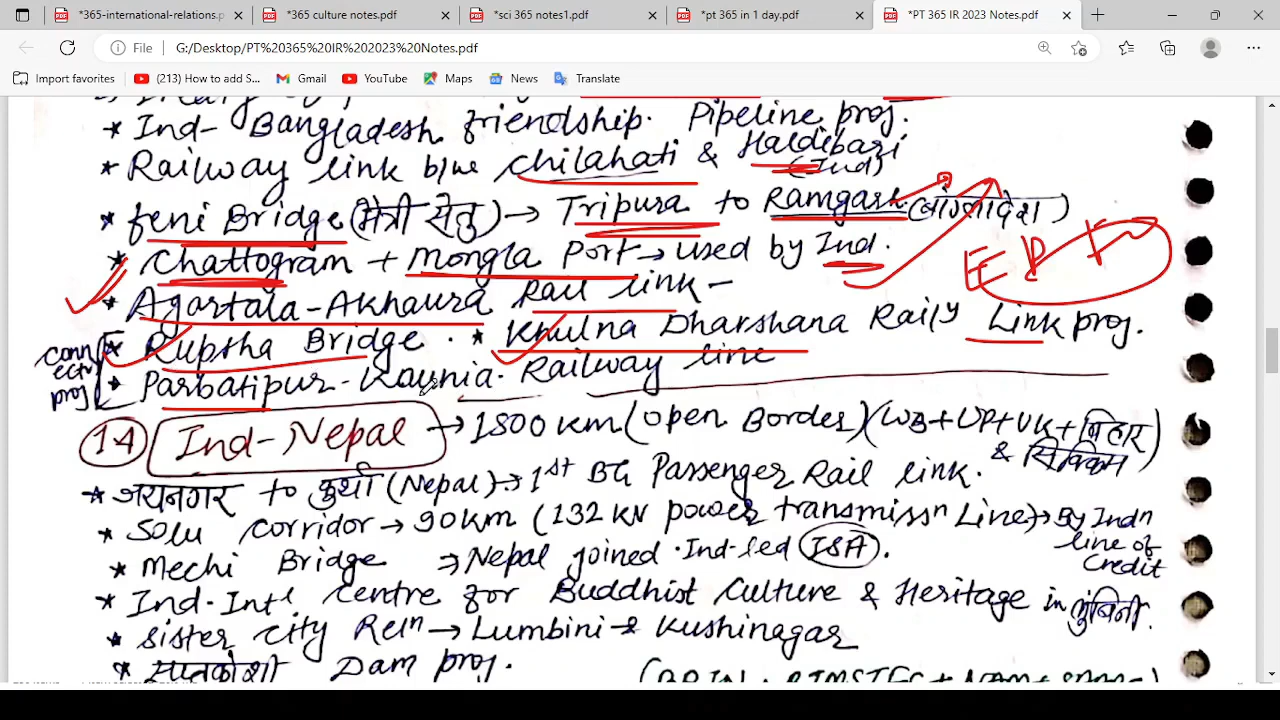 *365-international-relations.p
*365 culture notes.pdf
*sci 365 notes1.pdf
*pt 365 in 1 day.pdf
*PT 365 IR 2023 Notes.pdf
File
G:/Desktop/PT%20365%20IR%202023%20Notes.pdf
Import favorites
(213) How to add S...
Gmail
YouTube
Maps
News
Translate
* Ind- Bangladesh friendship. Pipeline proj.
* Railway link b/w Chilahati & Haldibari
(Ind)
* feni Bridge (मैत्री सेतु) → Tripura to Ramgarh (बांग्लादेश)
* Chattogram + Mongla Port → used by Ind.
* Agartala-Akhaura Rail link -
* Rupsha Bridge. * Khulna Dharshana Raily Link proj.
* Parbatipur-Kaunia. Railway line
conn
ectv
proj
14 Ind-Nepal → 1800 km (open Border) (WB+UP+UK+बिहार
& सिक्किम)
* जयनगर to कुर्था (Nepal) → 1st BG Passenger Rail link.
* Solu corridor → 90km (132 KV power transmissn Line) → By Indn
line of
credit
* Mechi Bridge ⇒ Nepal joined Ind-led ISA.
* Ind-Int' centre for Buddhist Culture & Heritage in लुंबिनी.
* Sister city Reln → Lumbini & Kushinagar
* सप्तकोशी Dam proj.